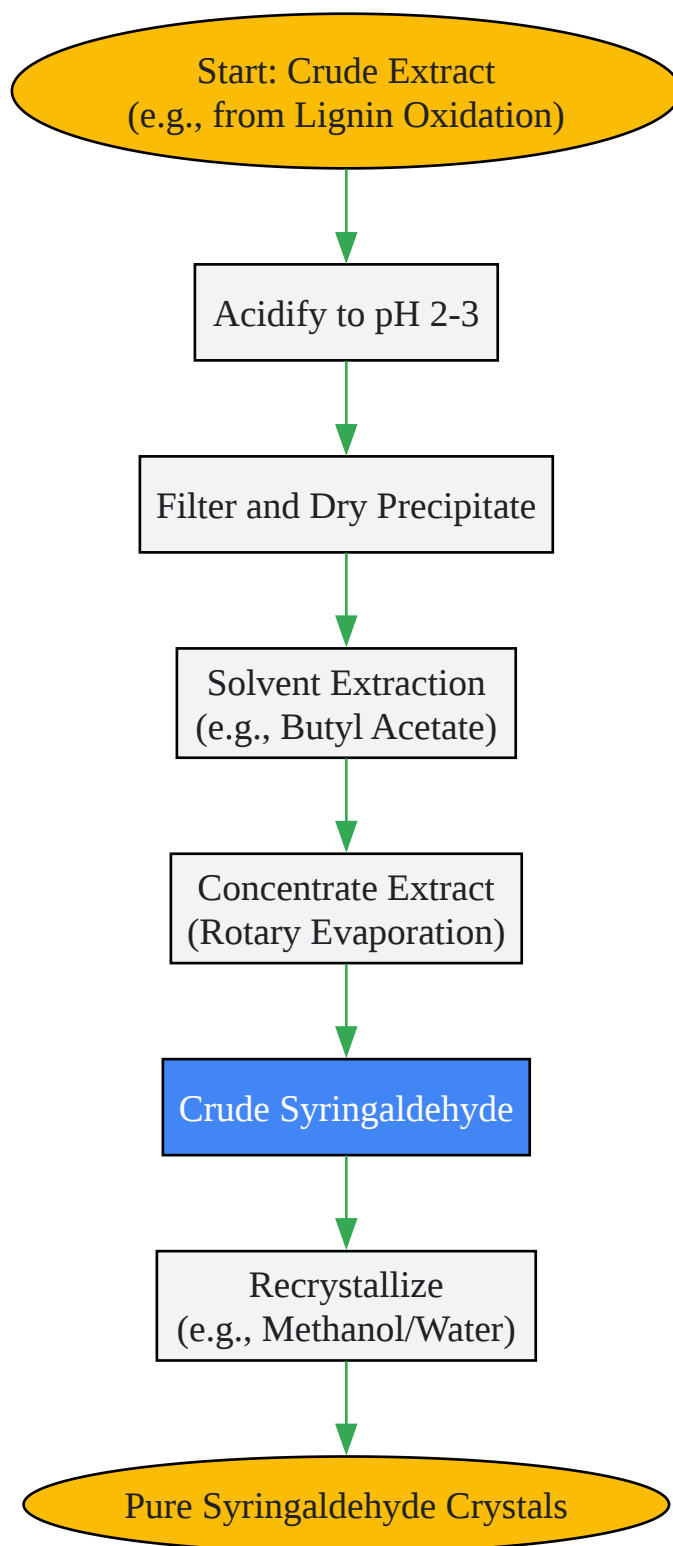 Start: Crude Extract
(e.g., from Lignin Oxidation)
Acidify to pH 2-3
Filter and Dry Precipitate
Solvent Extraction
(e.g., Butyl Acetate)
Concentrate Extract
(Rotary Evaporation)
Crude Syringaldehyde
Recrystallize
(e.g., Methanol/Water)
Pure Syringaldehyde Crystals